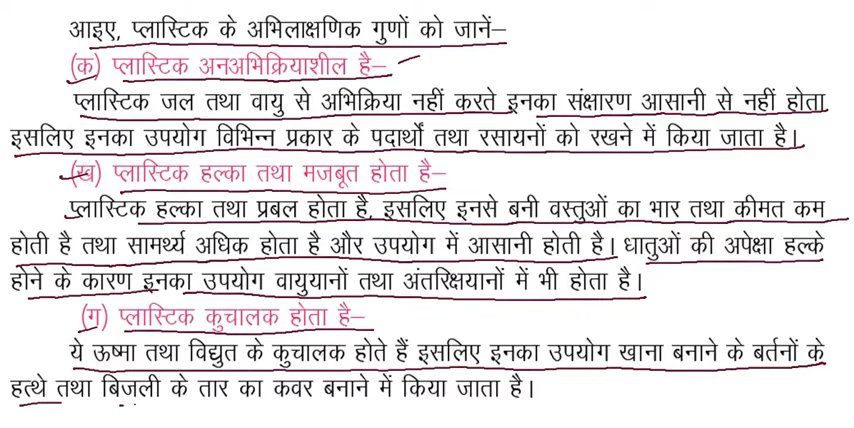 आइए, प्लास्टिक के अभिलाक्षणिक गुणों को जानें–
(क) प्लास्टिक अनअभिक्रियाशील है–
प्लास्टिक जल तथा वायु से अभिक्रिया नहीं करते इनका संक्षारण आसानी से नहीं होता
इसलिए इनका उपयोग विभिन्न प्रकार के पदार्थों तथा रसायनों को रखने में किया जाता है।
(ख) प्लास्टिक हल्का तथा मजबूत होता है–
प्लास्टिक हल्का तथा प्रबल होता है, इसलिए इनसे बनी वस्तुओं का भार तथा कीमत कम
होती है तथा सामर्थ्य अधिक होता है और उपयोग में आसानी होती है। धातुओं की अपेक्षा हल्के
होने के कारण इनका उपयोग वायुयानों तथा अंतरिक्षयानों में भी होता है।
(ग) प्लास्टिक कुचालक होता है–
ये ऊष्मा तथा विद्युत के कुचालक होते हैं इसलिए इनका उपयोग खाना बनाने के बर्तनों के
हत्थे तथा बिजली के तार का कवर बनाने में किया जाता है।